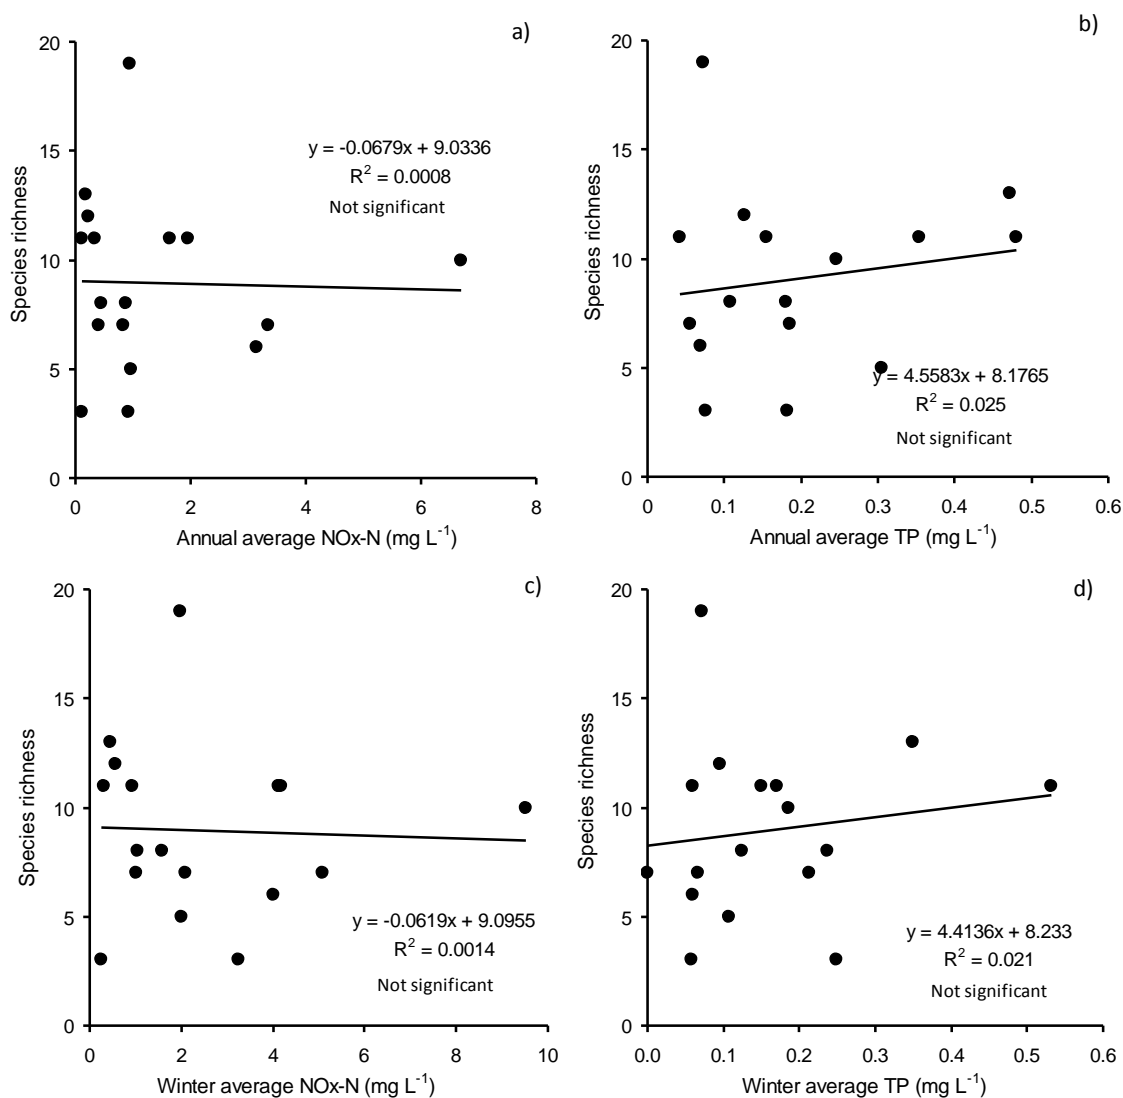 a)
20
15
10
5
0
Species richness
y = -0.0679x + 9.0336
R² = 0.0008
Not significant
0 2 4 6 8
Annual average NOx-N (mg L⁻¹)
b)
20
15
10
5
0
Species richness
y = 4.5583x + 8.1765
R² = 0.025
Not significant
0 0.1 0.2 0.3 0.4 0.5 0.6
Annual average TP (mg L⁻¹)
c)
20
15
10
5
0
Species richness
y = -0.0619x + 9.0955
R² = 0.0014
Not significant
0 2 4 6 8 10
Winter average NOx-N (mg L⁻¹)
d)
20
15
10
5
0
Species richness
y = 4.4136x + 8.233
R² = 0.021
Not significant
0.0 0.1 0.2 0.3 0.4 0.5 0.6
Winter average TP (mg L⁻¹)